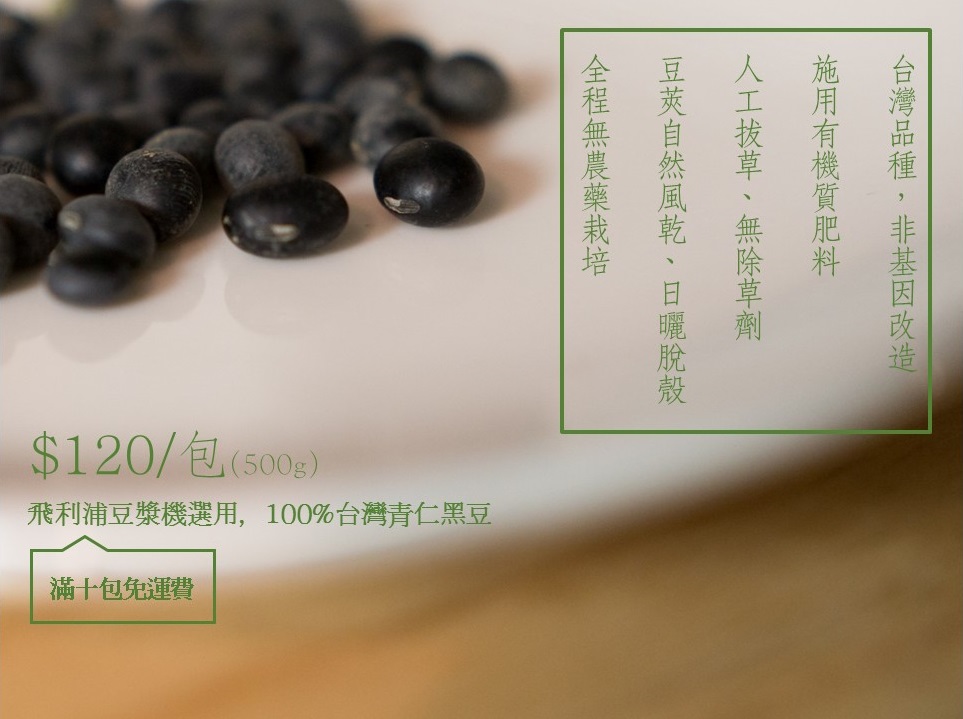 台灣品種，非基因改造
施用有機質肥料
人工拔草、無除草劑
豆莢自然風乾、日曬脫殼
全程無農藥栽培
$120/包(500g)
飛利浦豆漿機選用，100%台灣青仁黑豆
滿十包免運費